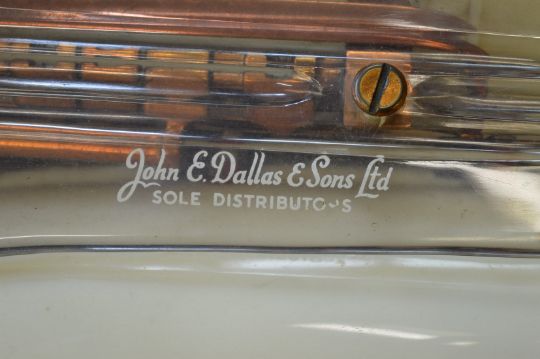 John E. Dallas & Sons Ltd
SOLE DISTRIBUTORS